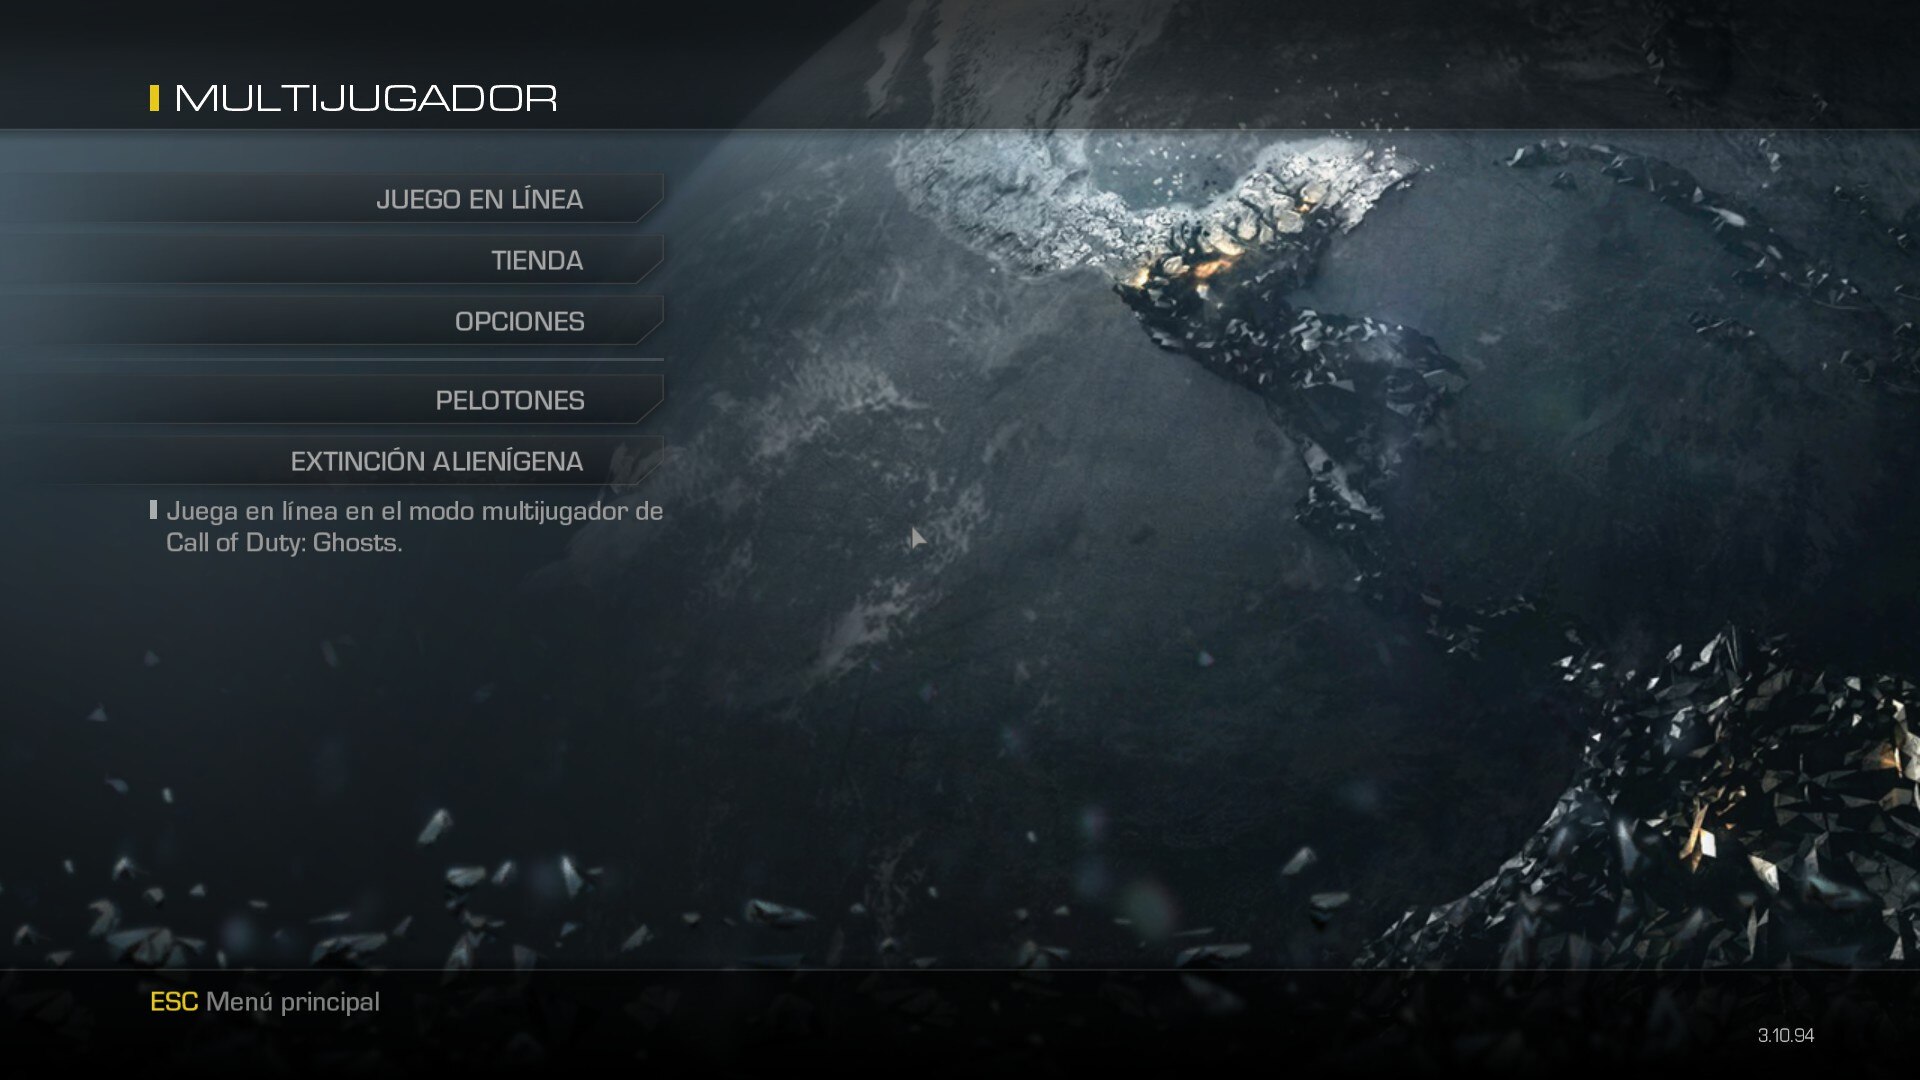 MULTIJUGADOR
JUEGO EN LÍNEA
TIENDA
OPCIONES
PELOTONES
EXTINCIÓN ALIENÍGENA
Juega en línea en el modo multijugador de
Call of Duty: Ghosts.
ESC Menú principal
3.10.94